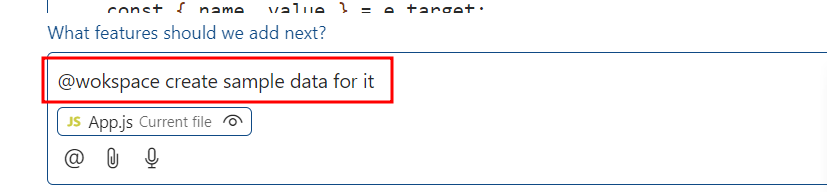 const { name, value } = e.target;
What features should we add next?
@wokspace create sample data for it
JS App.js Current file
@